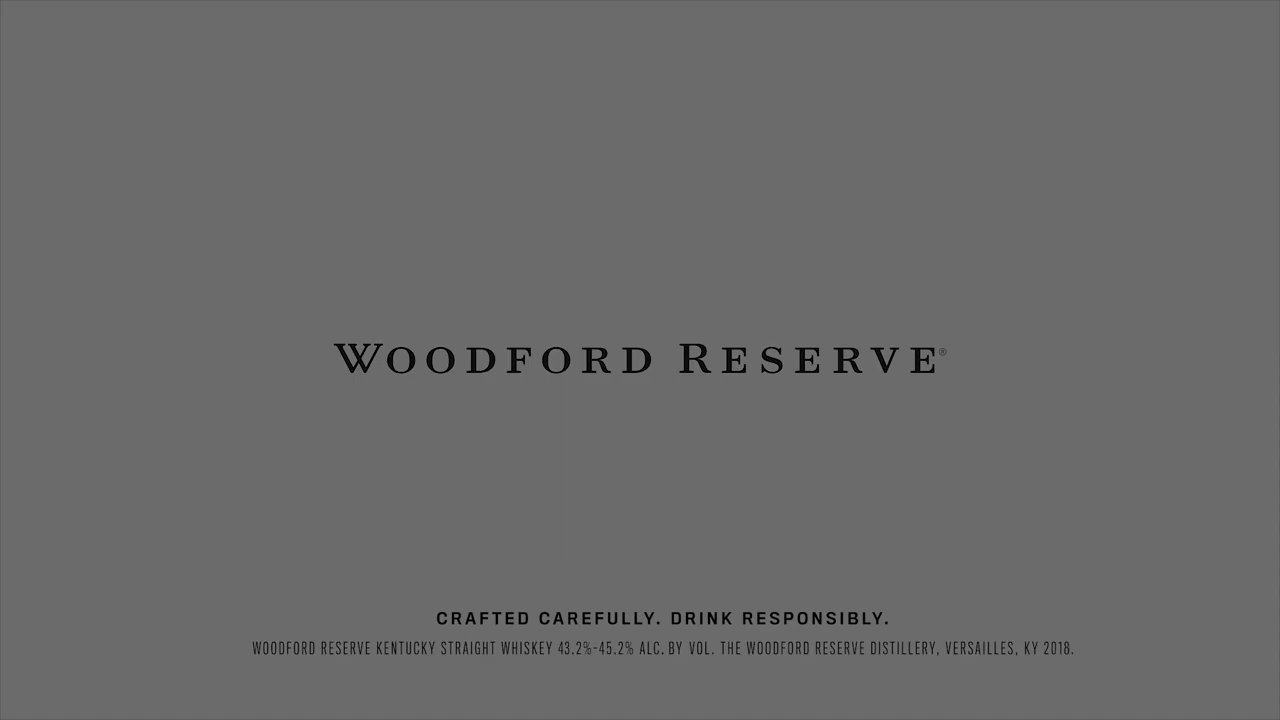 WOODFORD RESERVE®
CRAFTED CAREFULLY. DRINK RESPONSIBLY.
WOODFORD RESERVE KENTUCKY STRAIGHT WHISKEY 43.2%-45.2% ALC. BY VOL. THE WOODFORD RESERVE DISTILLERY, VERSAILLES, KY 2018.